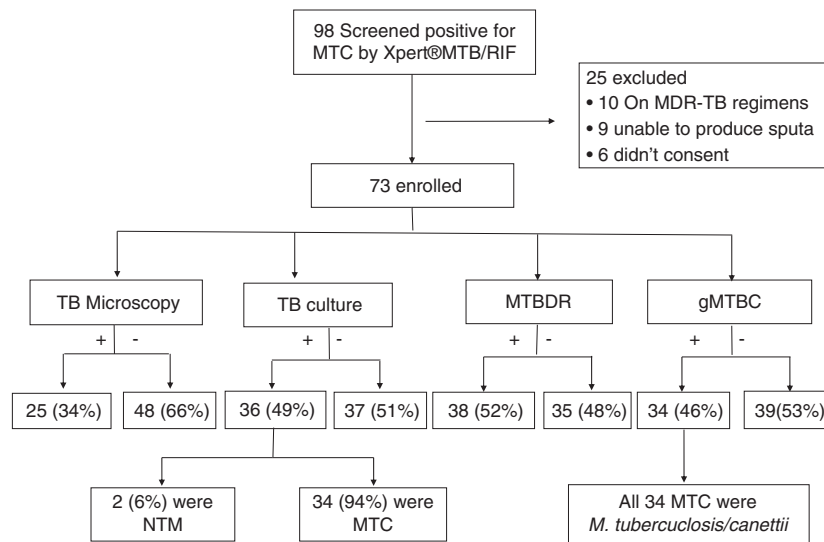 98 Screened positive for
MTC by Xpert®MTB/RIF
25 excluded
• 10 On MDR-TB regimens
• 9 unable to produce sputa
• 6 didn't consent
73 enrolled
TB Microscopy
TB culture
MTBDR
gMTBC
+ -
+ -
+ -
+ -
25 (34%)
48 (66%)
36 (49%)
37 (51%)
38 (52%)
35 (48%)
34 (46%)
39(53%)
2 (6%) were
NTM
34 (94%) were
MTC
All 34 MTC were
M. tubercuclosis/canettii